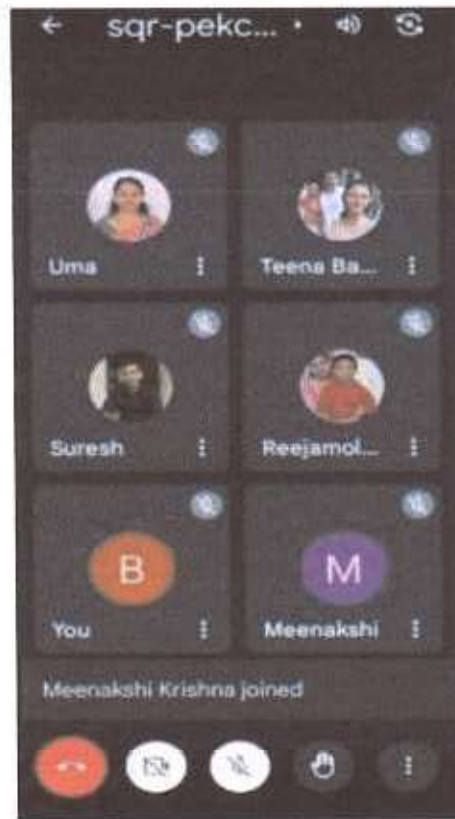 sqr-pekc...
Uma
Teena Ba...
Suresh
Reejamol...
B
M
You
Meenakshi
Meenakshi Krishna joined